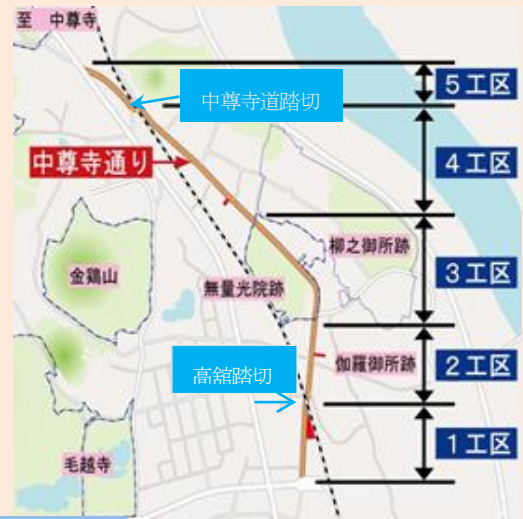 至 中尊寺
中尊寺道踏切
5工区
中尊寺通り
4工区
柳之御所跡
金鶏山
無量光院跡
3工区
高舘踏切
伽羅御所跡
2工区
毛越寺
1工区